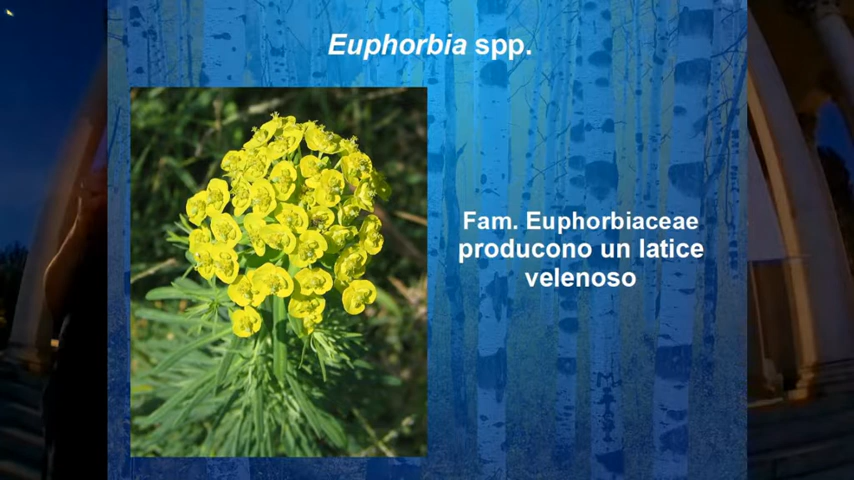 Euphorbia spp.
Fam. Euphorbiaceae
producono un latice
velenoso